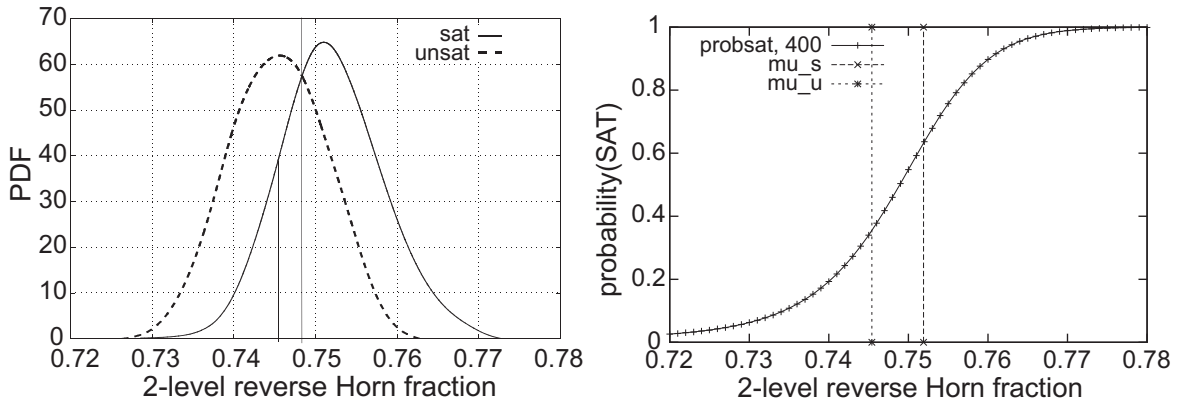 70
60
50
40
30
20
10
0
PDF
sat
unsat
0.72 0.73 0.74 0.75 0.76 0.77 0.78
2-level reverse Horn fraction
1
0.8
0.6
0.4
0.2
0
probability(SAT)
probsat, 400
mu_s
mu_u
0.72 0.73 0.74 0.75 0.76 0.77 0.78
2-level reverse Horn fraction